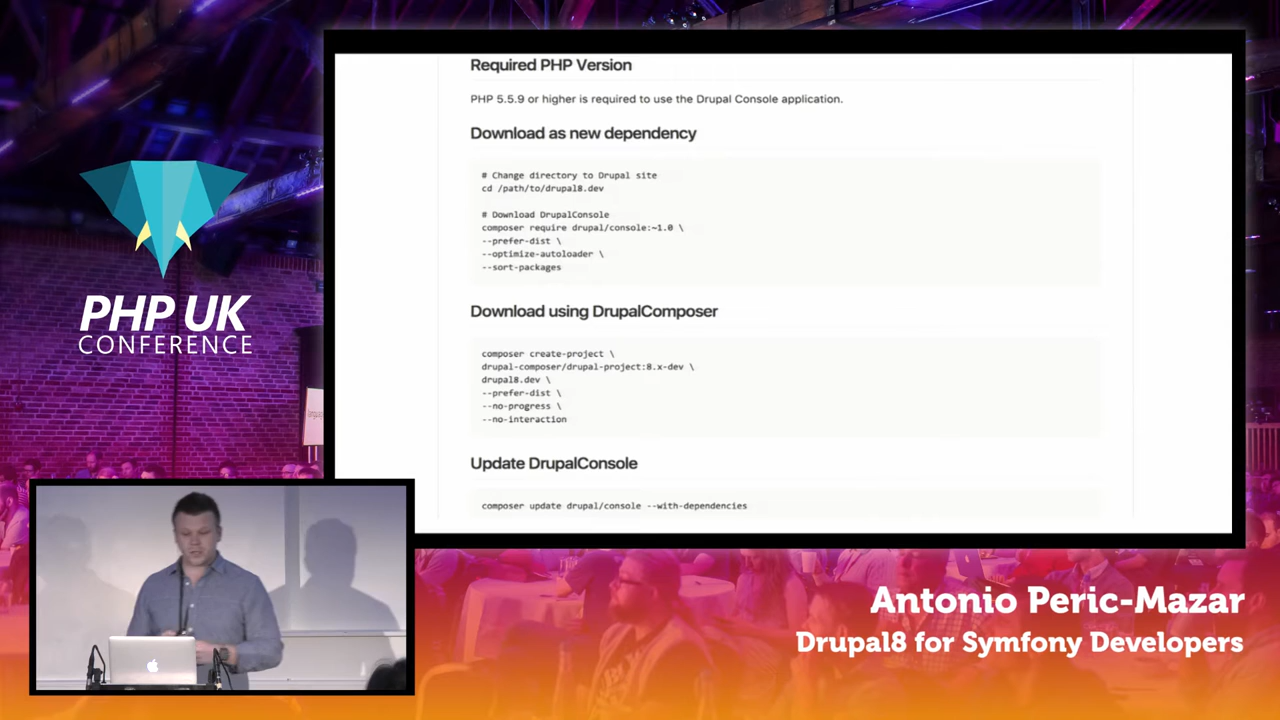 Required PHP Version
PHP 5.5.9 or higher is required to use the Drupal Console application.
Download as new dependency
# Change directory to Drupal site
cd /path/to/drupal8.dev
# Download DrupalConsole
composer require drupal/console:~1.0 \
--prefer-dist \
--optimize-autoloader \
--sort-packages
Download using DrupalComposer
composer create-project \
drupal-composer/drupal-project:8.x-dev \
drupal8.dev \
--prefer-dist \
--no-progress \
--no-interaction
Update DrupalConsole
composer update drupal/console --with-dependencies
PHP UK
CONFERENCE
Antonio Peric-Mazar
Drupal8 for Symfony Developers